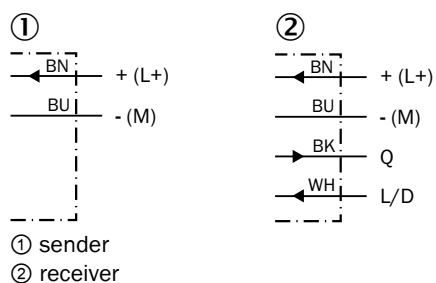 ①
BN + (L+)
BU - (M)
②
BN + (L+)
BU - (M)
BK Q
WH L/D
① sender
② receiver